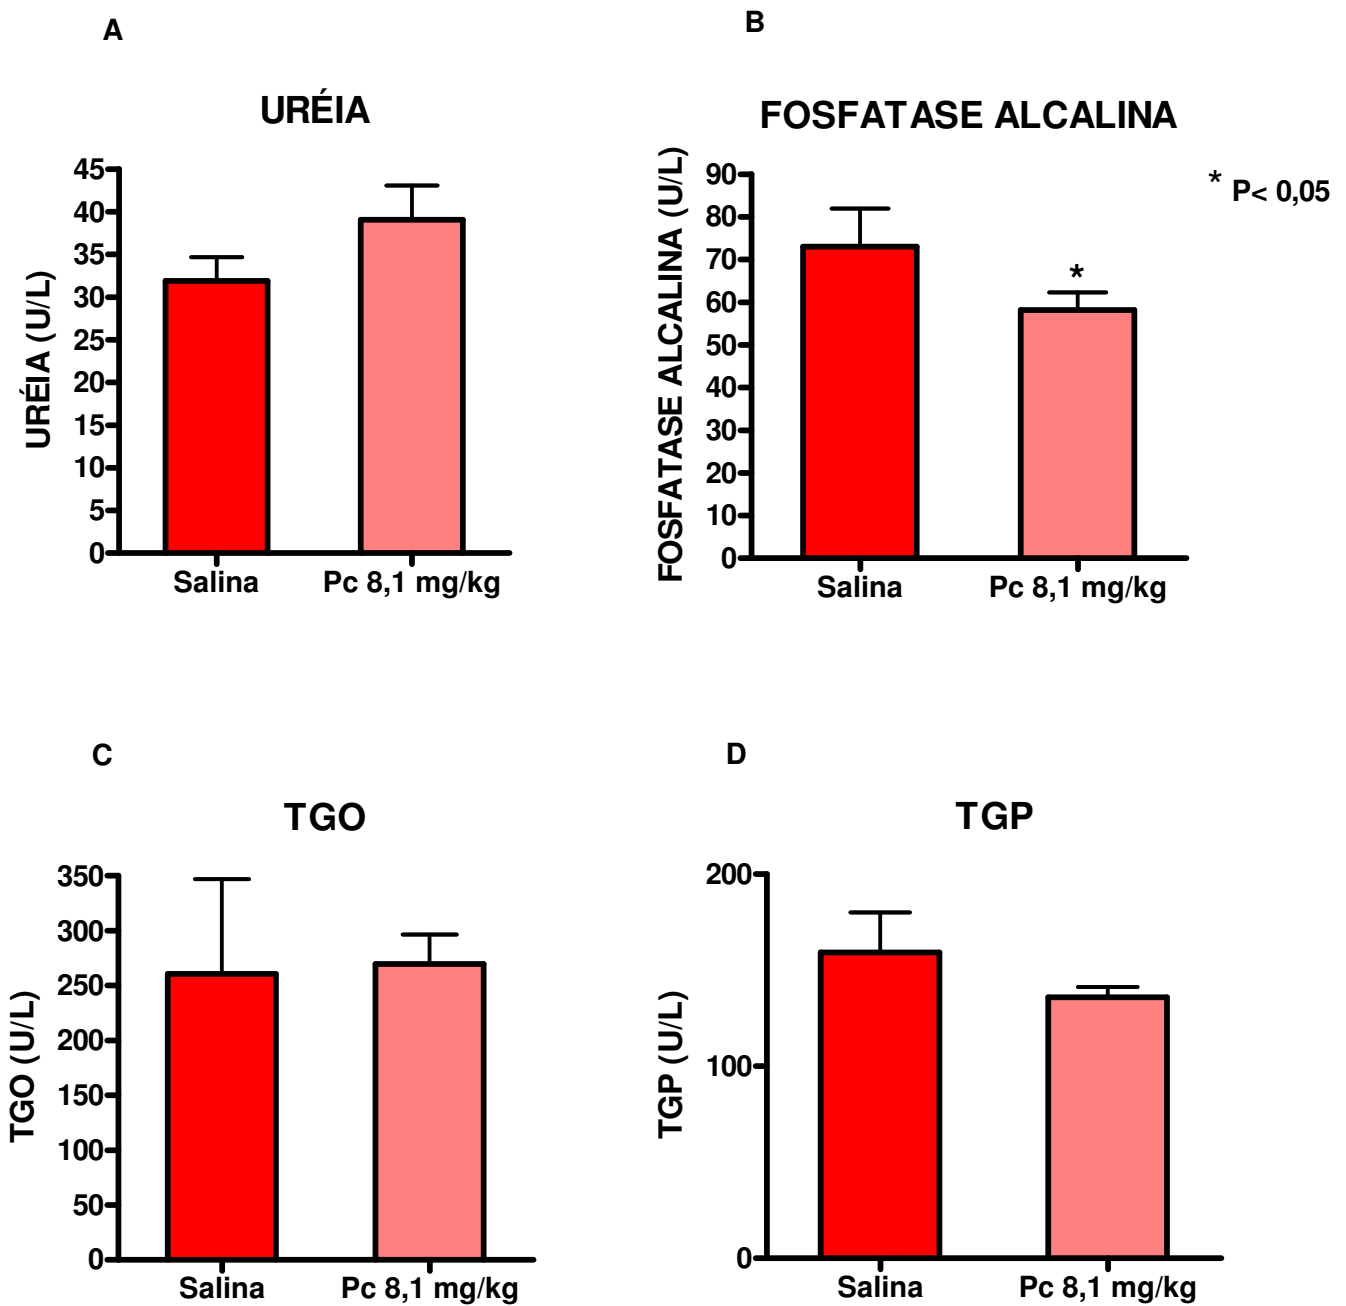 A
URÉIA
URÉIA (U/L)
45
40
35
30
25
20
15
10
5
0
Salina
Pc 8,1 mg/kg
B
FOSFATASE ALCALINA
FOSFATASE ALCALINA (U/L)
90
80
70
60
50
40
30
20
10
0
*
* P< 0,05
Salina
Pc 8,1 mg/kg
C
TGO
TGO (U/L)
350
300
250
200
150
100
50
0
Salina
Pc 8,1 mg/kg
D
TGP
TGP (U/L)
200
100
0
Salina
Pc 8,1 mg/kg